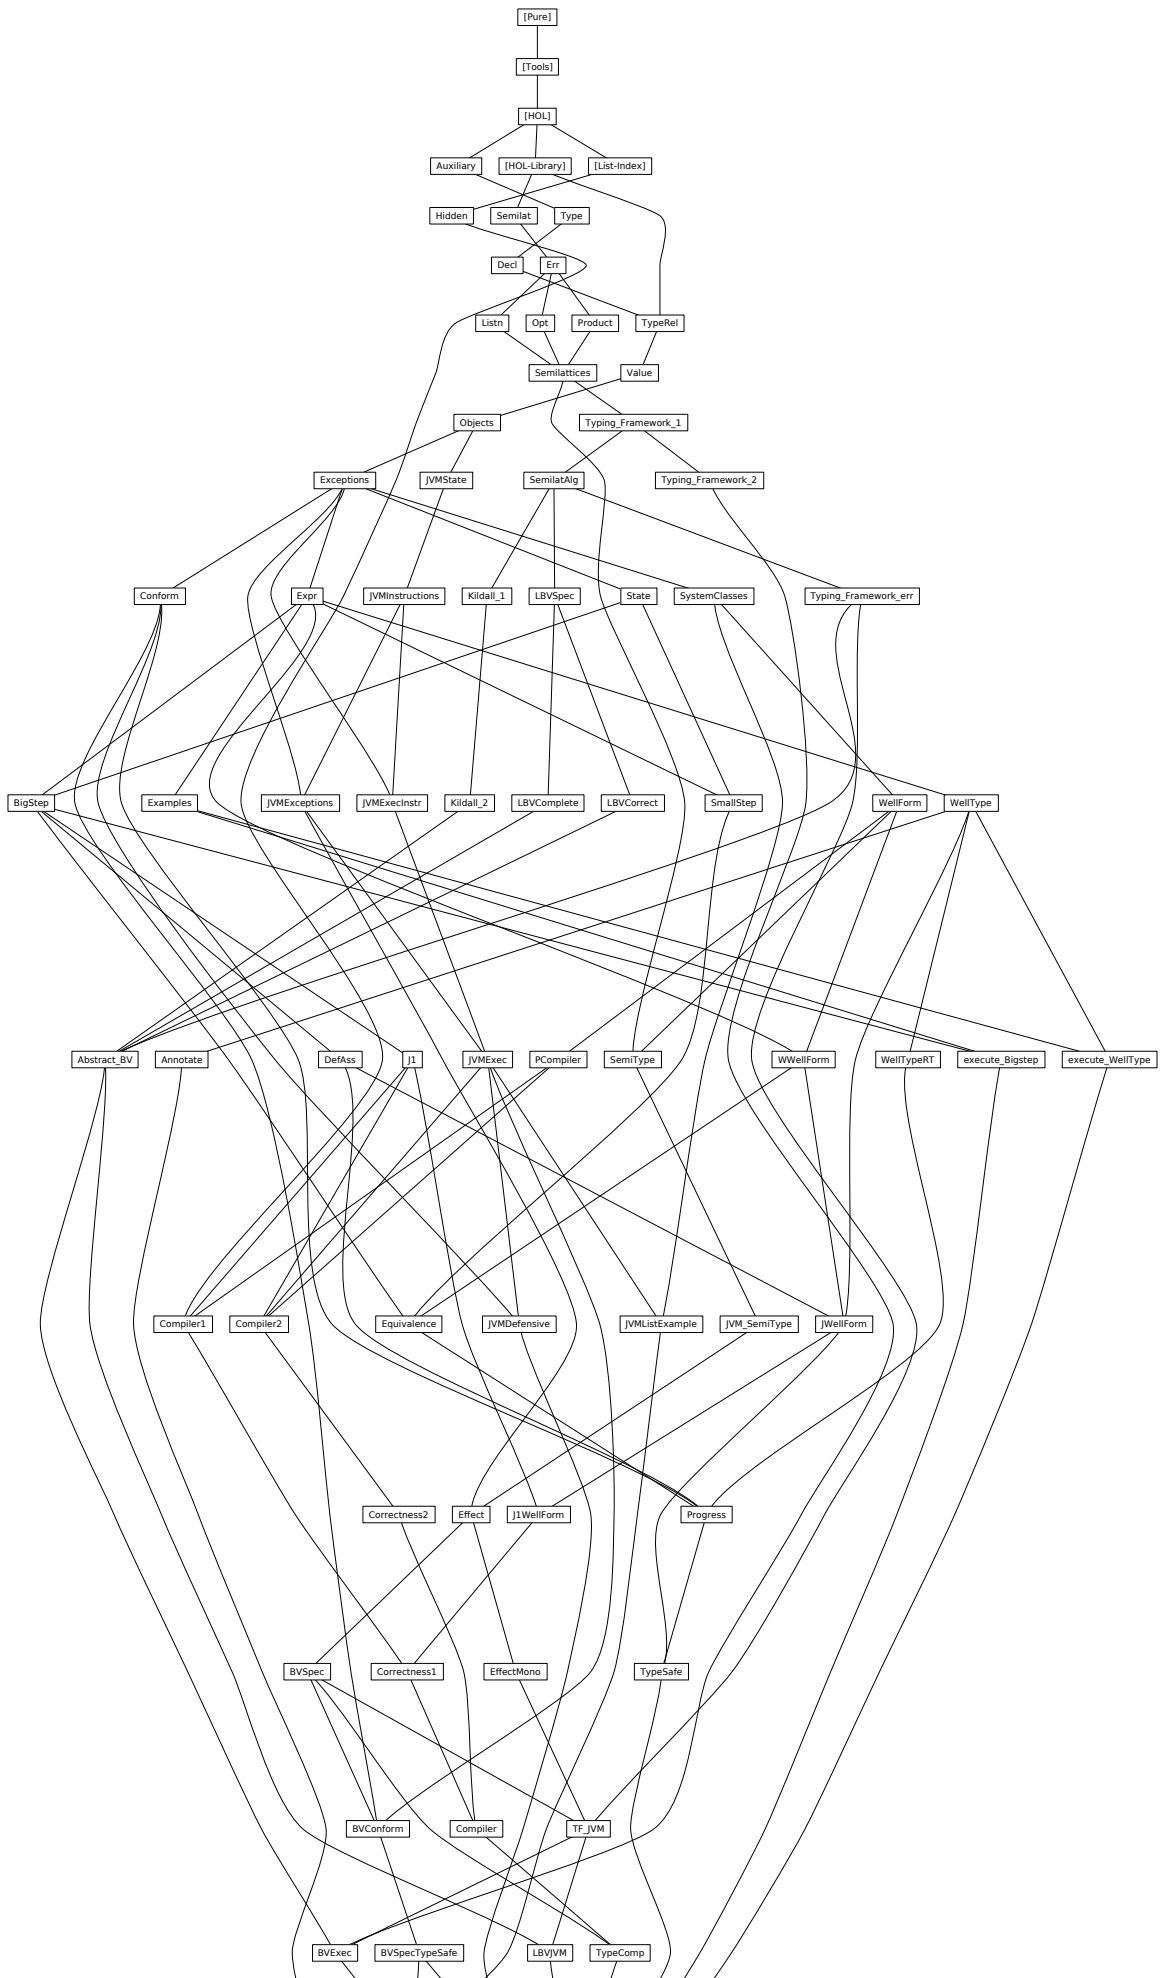 [Pure]
[Tools]
[HOL]
Auxiliary [HOL-Library] [List-Index]
Hidden Semilat Type
Decl Err
Listn Opt Product TypeRel
Semilattices Value
Objects Typing_Framework_1
Exceptions JVMState SemilatAlg Typing_Framework_2
Conform Expr JVMInstructions Kildall_1 LBVSpec State SystemClasses Typing_Framework_err
BigStep Examples JVMExceptions JVMExecInstr Kildall_2 LBVComplete LBVCorrect SmallStep WellForm WellType
Abstract_BV Annotate DefAss J1 JVMExec PCompiler SemiType WWellForm WellTypeRT execute_Bigstep execute_WellType
Compiler1 Compiler2 Equivalence JVMDefensive JVMListExample JVM_SemiType JWellForm
Correctness2 Effect J1WellForm Progress
BVSpec Correctness1 EffectMono TypeSafe
BVConform Compiler TF_JVM
BVExec BVSpecTypeSafe LBVJVM TypeComp